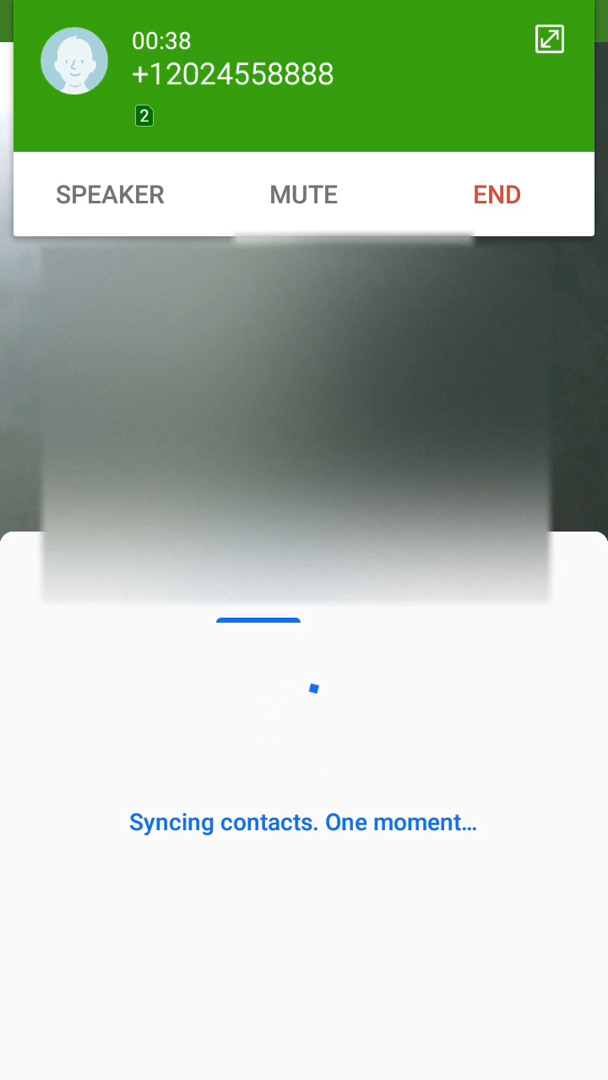 00:38
+12024558888
2
SPEAKER MUTE END
Syncing contacts. One moment...